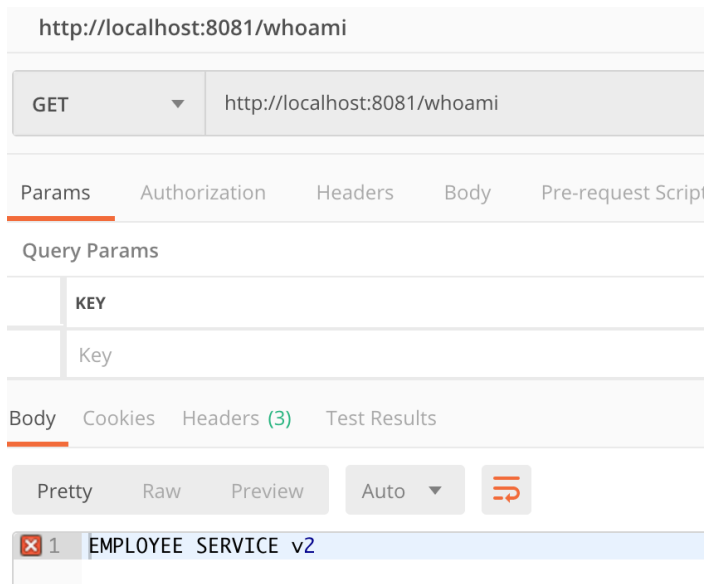 http://localhost:8081/whoami
GET http://localhost:8081/whoami
Params Authorization Headers Body Pre-request Script
Query Params
KEY
Key
Body Cookies Headers (3) Test Results
Pretty Raw Preview Auto
1 EMPLOYEE SERVICE v2